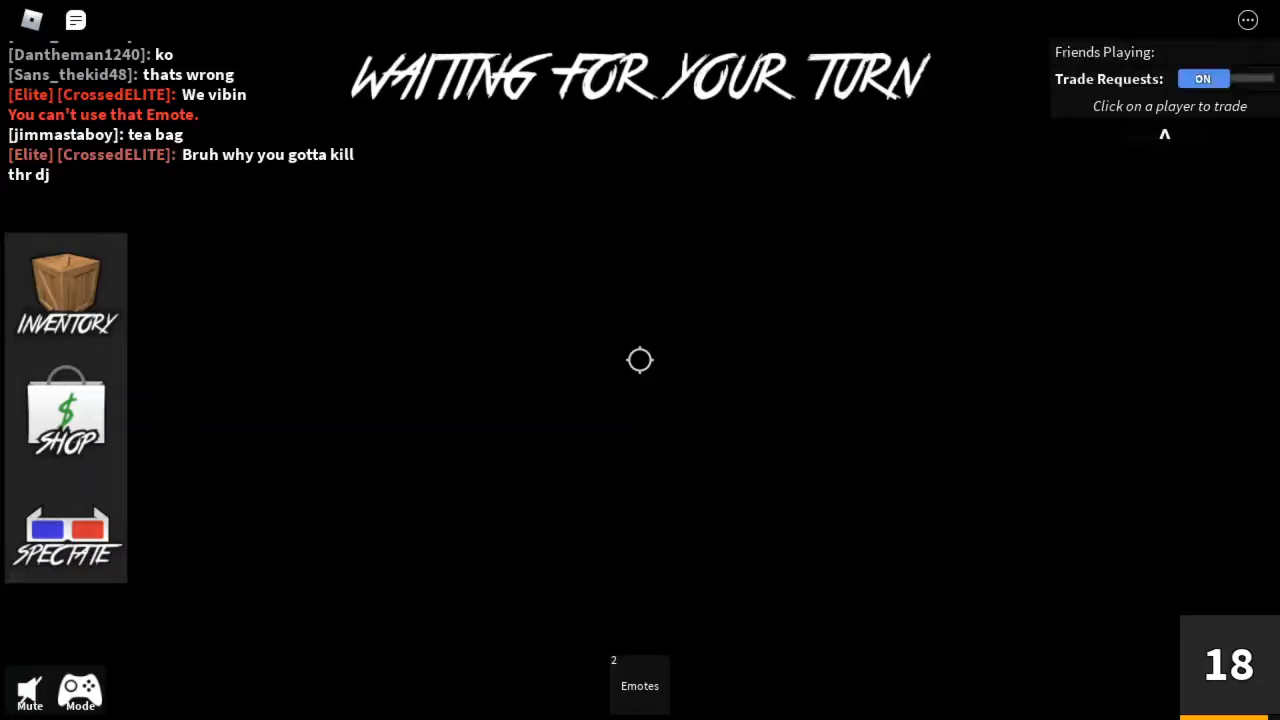 [Dantheman1240]: ko
[Sans_thekid48]: thats wrong
[Elite] [CrossedELITE]: We vibin
You can't use that Emote.
[jimmastaboy]: tea bag
[Elite] [CrossedELITE]: Bruh why you gotta kill
thr dj
WAITING FOR YOUR TURN
Friends Playing:
Trade Requests: ON
Click on a player to trade
^
INVENTORY
$
SHOP
SPECTATE
Mute
Mode
2
Emotes
18